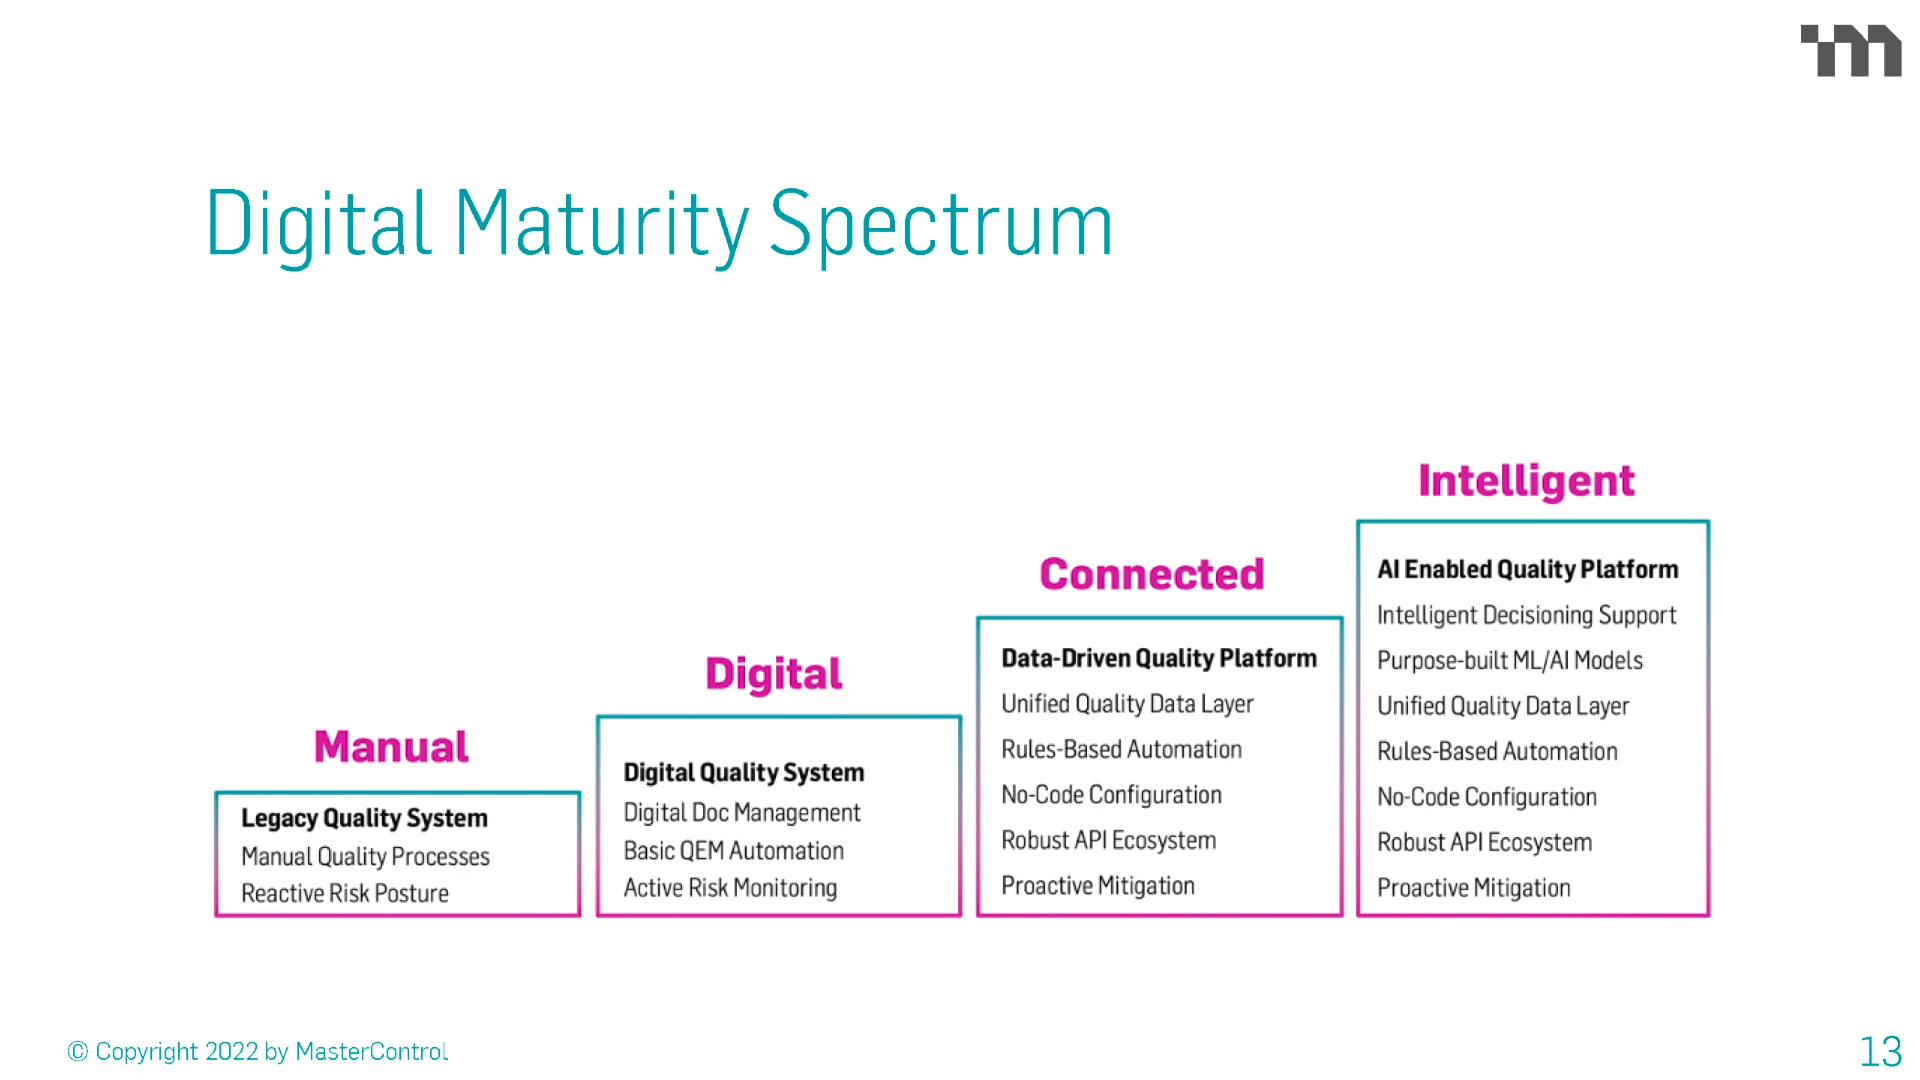 Digital Maturity Spectrum
Manual
Legacy Quality System
Manual Quality Processes
Reactive Risk Posture
Digital
Digital Quality System
Digital Doc Management
Basic QEM Automation
Active Risk Monitoring
Connected
Data-Driven Quality Platform
Unified Quality Data Layer
Rules-Based Automation
No-Code Configuration
Robust API Ecosystem
Proactive Mitigation
Intelligent
AI Enabled Quality Platform
Intelligent Decisioning Support
Purpose-built ML/AI Models
Unified Quality Data Layer
Rules-Based Automation
No-Code Configuration
Robust API Ecosystem
Proactive Mitigation
© Copyright 2022 by MasterControl
13